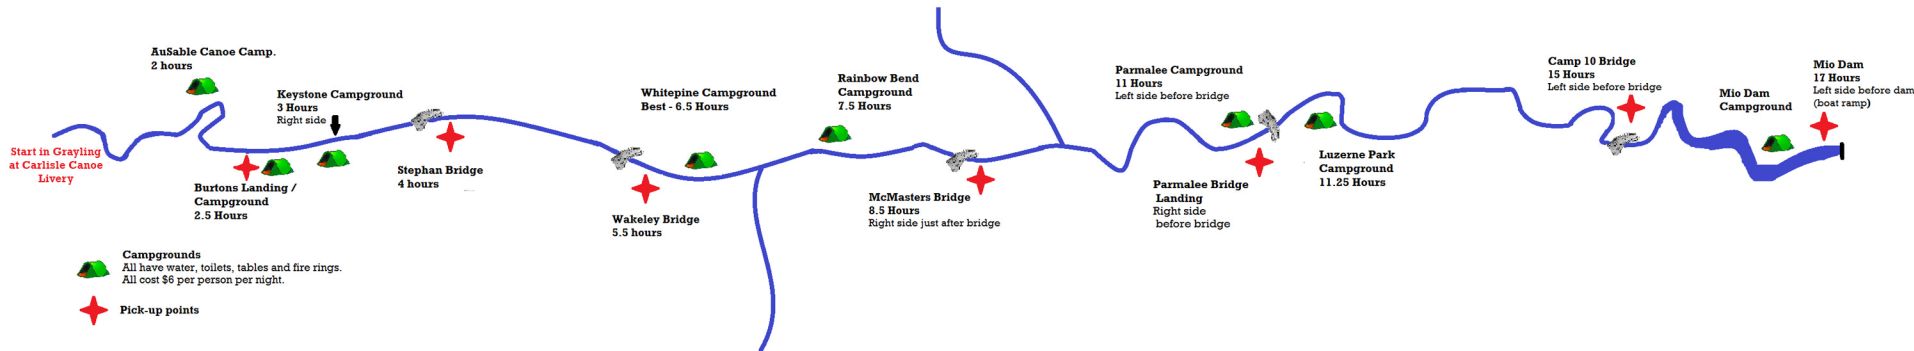 AuSable Canoe Camp.
2 hours
Start in Grayling
at Carlisle Canoe
Livery
Keystone Campground
3 Hours
Right side
Burtons Landing /
Campground
2.5 Hours
Stephan Bridge
4 hours
Whitepine Campground
Best - 6.5 Hours
Wakeley Bridge
5.5 hours
Rainbow Bend
Campground
7.5 Hours
McMasters Bridge
8.5 Hours
Right side just after bridge
Parmalee Campground
11 Hours
Left side before bridge
Parmalee Bridge
Landing
Right side
before bridge
Luzerne Park
Campground
11.25 Hours
Camp 10 Bridge
15 Hours
Left side before bridge
Mio Dam
Campground
Mio Dam
17 Hours
Left side before dam
(boat ramp)
Campgrounds
All have water, toilets, tables and fire rings.
All cost $6 per person per night.
Pick-up points